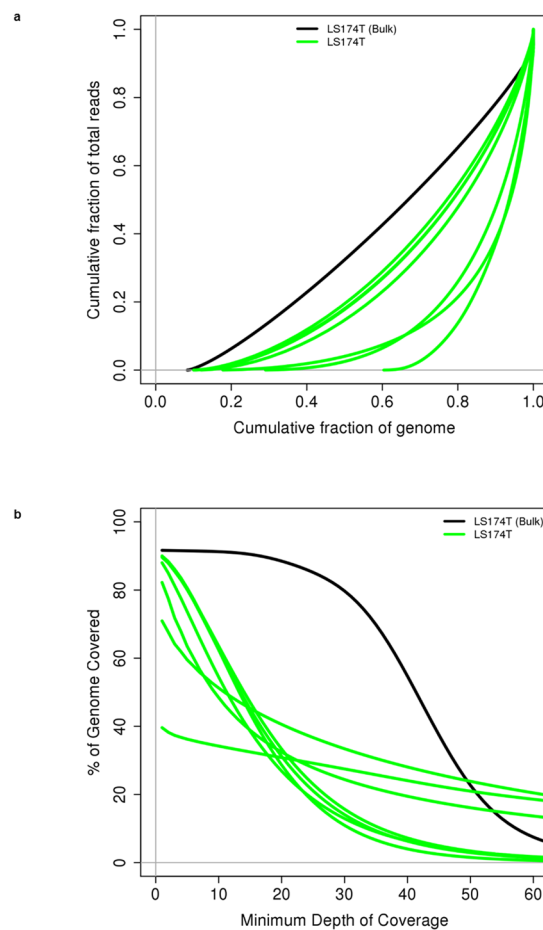 a
LS174T (Bulk)
LS174T
Cumulative fraction of total reads
1.0
0.8
0.6
0.4
0.2
0.0
0.0 0.2 0.4 0.6 0.8 1.0
Cumulative fraction of genome
b
LS174T (Bulk)
LS174T
% of Genome Covered
100
80
60
40
20
0
0 10 20 30 40 50 60
Minimum Depth of Coverage